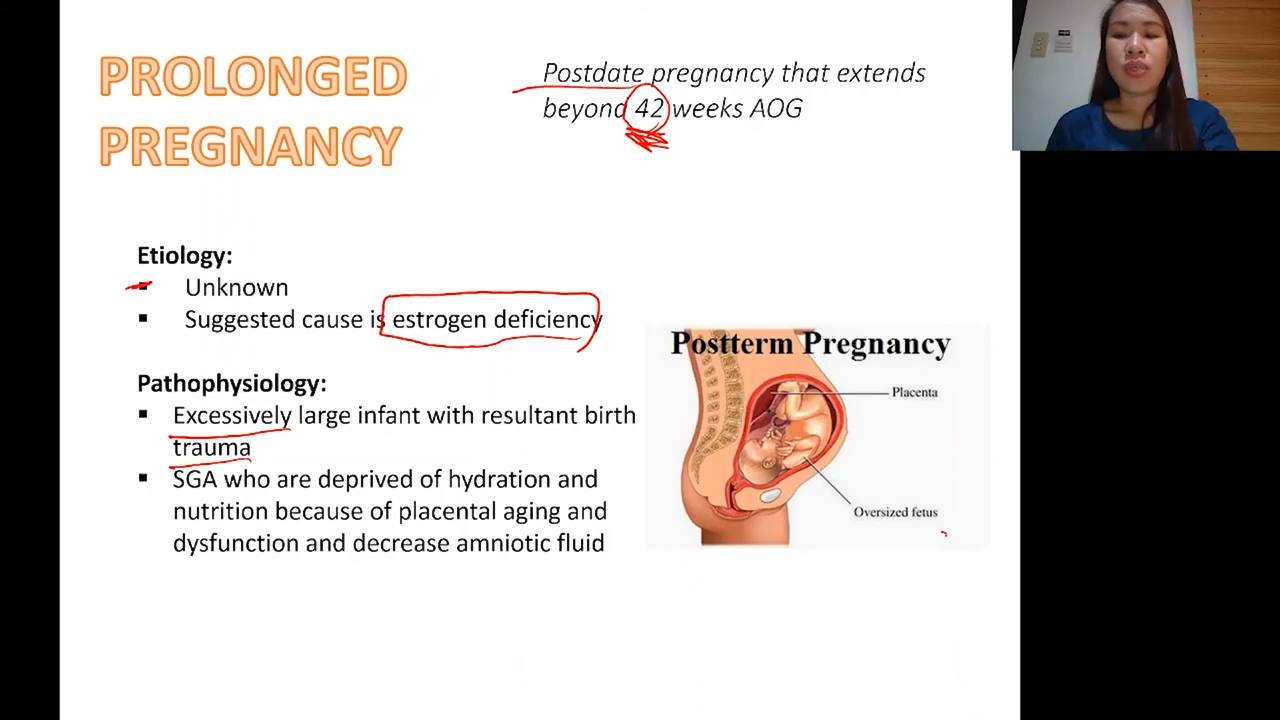 PROLONGED
PREGNANCY
Postdate pregnancy that extends
beyond 42 weeks AOG
Etiology:
▪ Unknown
▪ Suggested cause is estrogen deficiency
Pathophysiology:
▪ Excessively large infant with resultant birth
trauma
▪ SGA who are deprived of hydration and
nutrition because of placental aging and
dysfunction and decrease amniotic fluid
Postterm Pregnancy
Placenta
Oversized fetus